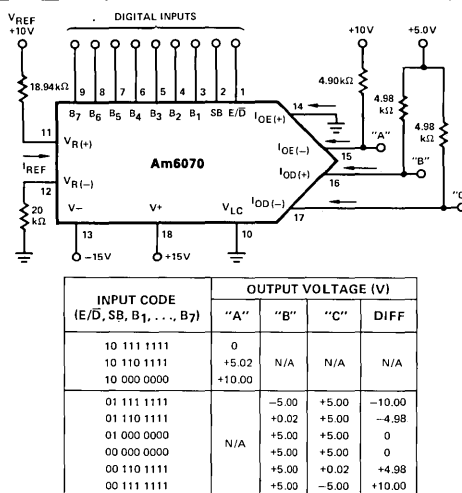 VREF
+10V
DIGITAL INPUTS
+10V
+5.0V
18.94kΩ
4.90kΩ
4.98 kΩ
4.98 kΩ
9 8 7 6 5 4 3 2 1
B7 B6 B5 B4 B3 B2 B1 SB E/D̅
11
VR(+)
IREF
12
VR(−)
20 kΩ
Am6070
IOE(+)
14
IOE(−)
15
"A"
IOD(+)
16
"B"
IOD(−)
17
"C
V−
V+
VLC
13
18
10
−15V
+15V
INPUT CODE
(E/D̅, SB, B1, . . ., B7)
OUTPUT VOLTAGE (V)
"A" "B" "C" DIFF
10 111 1111 0
10 110 1111 +5.02 N/A N/A N/A
10 000 0000 +10.00
01 111 1111 −5.00 +5.00 −10.00
01 110 1111 +0.02 +5.00 −4.98
01 000 0000 +5.00 +5.00 0
N/A
00 000 0000 +5.00 +5.00 0
00 110 1111 +5.00 +0.02 +4.98
00 111 1111 +5.00 −5.00 +10.00